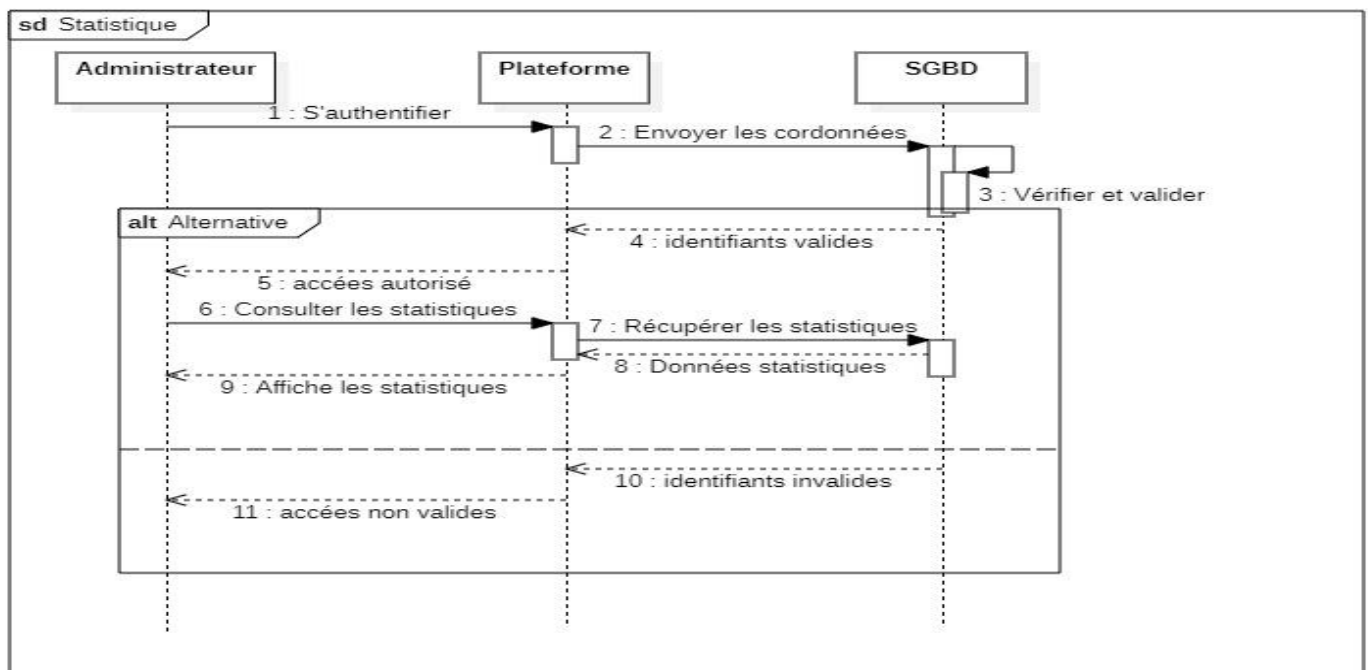 sd Statistique
Administrateur
Plateforme
SGBD
1 : S'authentifier
2 : Envoyer les cordonnées
3 : Vérifier et valider
alt Alternative
4 : identifiants valides
5 : accées autorisé
6 : Consulter les statistiques
7 : Récupérer les statistiques
8 : Données statistiques
9 : Affiche les statistiques
10 : identifiants invalides
11 : accées non valides